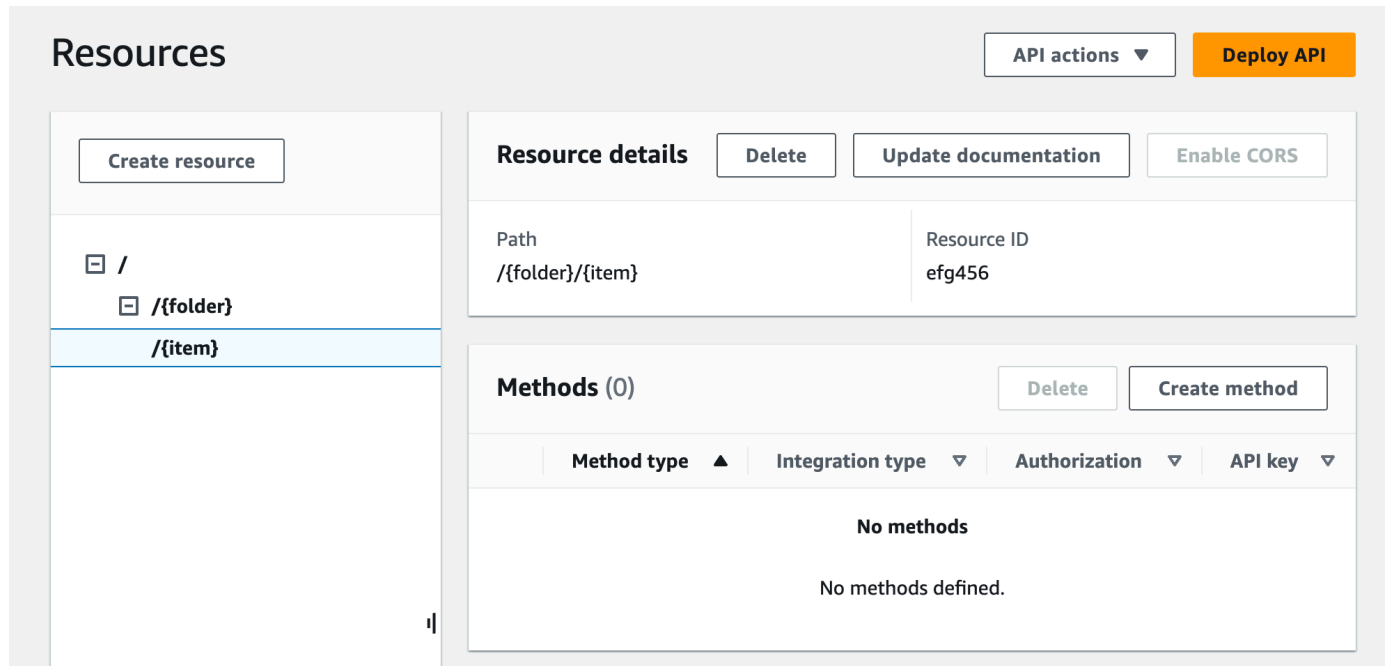 Resources
API actions
Deploy API
Create resource
/
/{folder}
/{item}
Resource details
Delete
Update documentation
Enable CORS
Path
/{folder}/{item}
Resource ID
efg456
Methods (0)
Delete
Create method
Method type
Integration type
Authorization
API key
No methods
No methods defined.